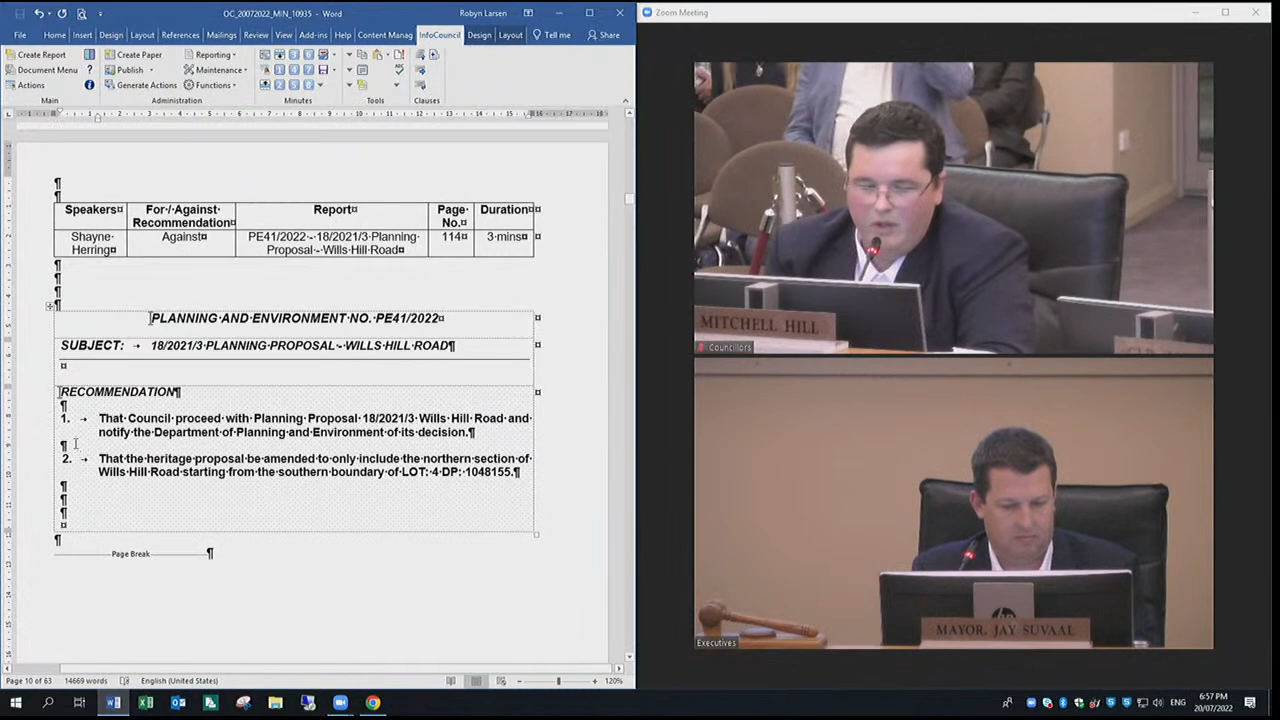 OC_20072022_MIN_10935 - Word
Robyn Larsen
Zoom Meeting
File Home Insert Design Layout References Mailings Review View Add-ins Help Content Manag InfoCouncil Design Layout Tell me Share
Create Report
Create Paper
Reporting
Document Menu
Publish
Maintenance
Actions
Generate Actions
Functions
Main Administration Minutes Tools Clauses
Speakers
For / Against Recommendation
Report
Page No.
Duration
Shayne Herring
Against
PE41/2022 - 18/2021/3 Planning Proposal - Wills Hill Road
114
3 mins
PLANNING AND ENVIRONMENT NO. PE41/2022
SUBJECT: 18/2021/3 PLANNING PROPOSAL - WILLS HILL ROAD
RECOMMENDATION
1. That Council proceed with Planning Proposal 18/2021/3 Wills Hill Road and
notify the Department of Planning and Environment of its decision.
2. That the heritage proposal be amended to only include the northern section of
Wills Hill Road starting from the southern boundary of LOT: 4 DP: 1048155.
Page Break
MITCHELL HILL
Councillors
hp
MAYOR. JAY SUVAAL
Executives
Page 10 of 63 14669 words English (United States) 120%
ENG
6:57 PM
20/07/2022